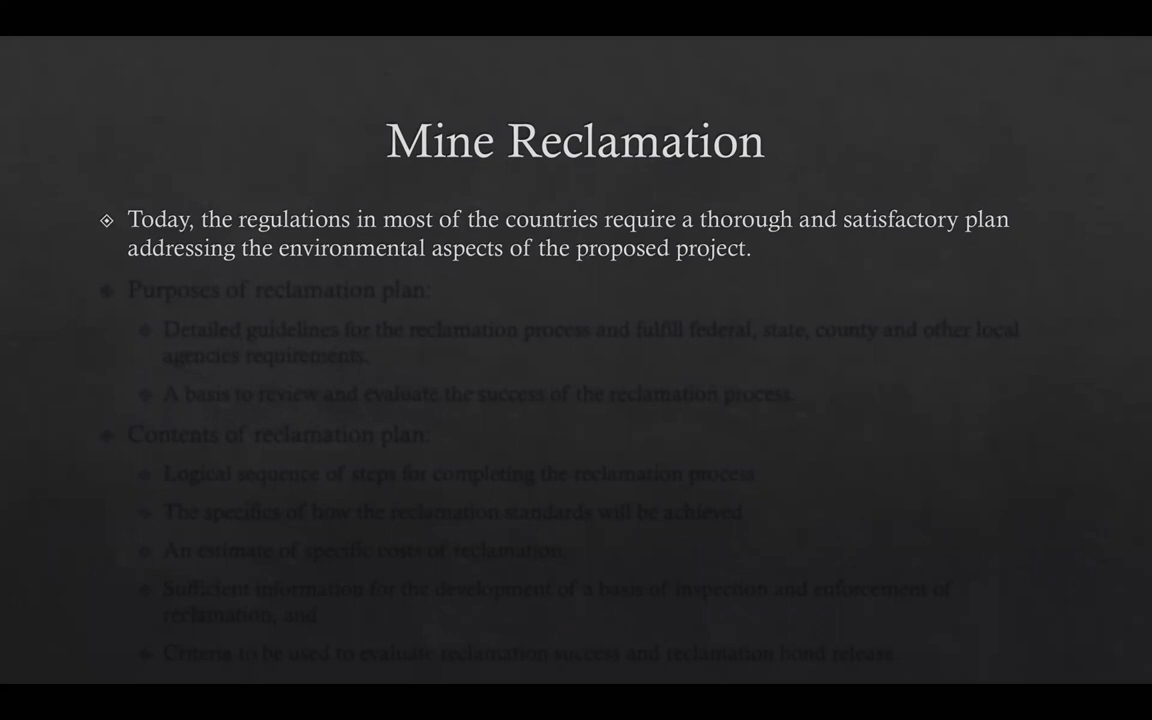 Mine Reclamation
Today, the regulations in most of the countries require a thorough and satisfactory plan
addressing the environmental aspects of the proposed project.
Purposes of reclamation plan:
Detailed guidelines for the reclamation process and fulfill federal, state, county and other local
agencies requirements.
A basis to review and evaluate the success of the reclamation process.
Contents of reclamation plan:
Logical sequence of steps for completing the reclamation process
The specifics of how the reclamation standards will be achieved
An estimate of specific costs of reclamation,
Sufficient information for the development of a basis of inspection and enforcement of
reclamation, and
Criteria to be used to evaluate reclamation success and reclamation bond release.